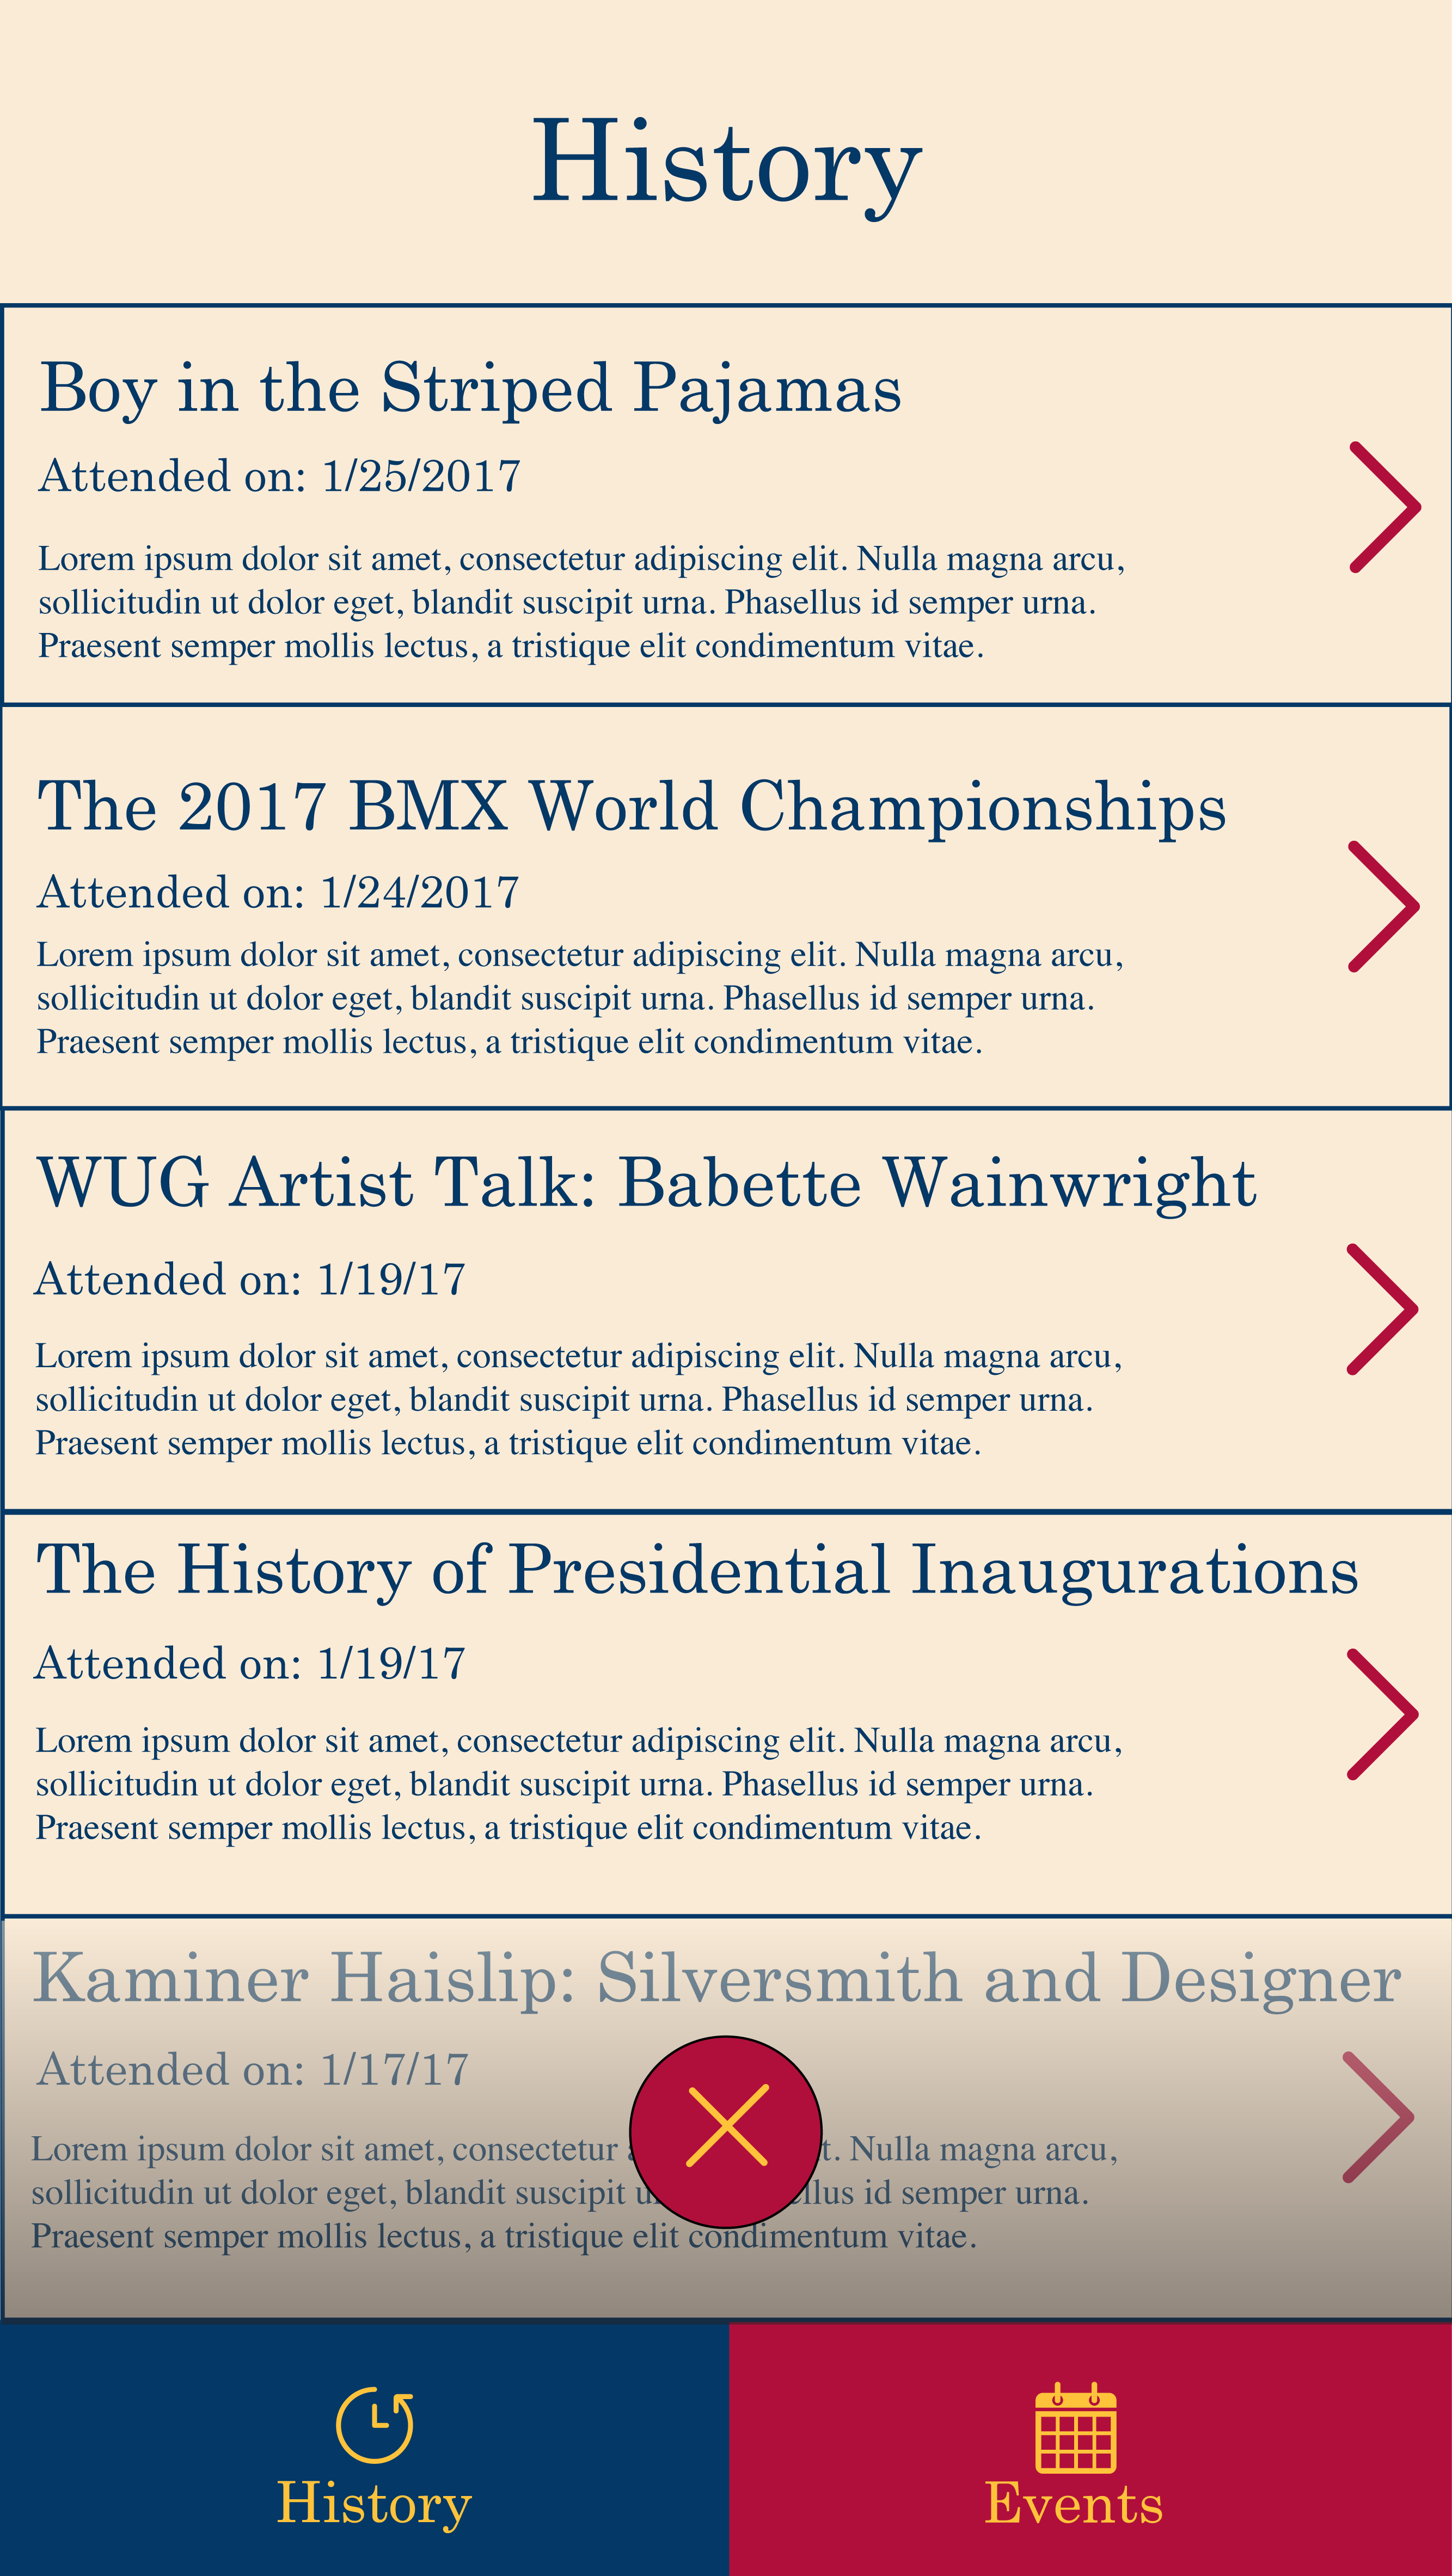 History
Boy in the Striped Pajamas
Attended on: 1/25/2017
Lorem ipsum dolor sit amet, consectetur adipiscing elit. Nulla magna arcu,
sollicitudin ut dolor eget, blandit suscipit urna. Phasellus id semper urna.
Praesent semper mollis lectus, a tristique elit condimentum vitae.
The 2017 BMX World Championships
Attended on: 1/24/2017
Lorem ipsum dolor sit amet, consectetur adipiscing elit. Nulla magna arcu,
sollicitudin ut dolor eget, blandit suscipit urna. Phasellus id semper urna.
Praesent semper mollis lectus, a tristique elit condimentum vitae.
WUG Artist Talk: Babette Wainwright
Attended on: 1/19/17
Lorem ipsum dolor sit amet, consectetur adipiscing elit. Nulla magna arcu,
sollicitudin ut dolor eget, blandit suscipit urna. Phasellus id semper urna.
Praesent semper mollis lectus, a tristique elit condimentum vitae.
The History of Presidential Inaugurations
Attended on: 1/19/17
Lorem ipsum dolor sit amet, consectetur adipiscing elit. Nulla magna arcu,
sollicitudin ut dolor eget, blandit suscipit urna. Phasellus id semper urna.
Praesent semper mollis lectus, a tristique elit condimentum vitae.
Kaminer Haislip: Silversmith and Designer
Attended on: 1/17/17
Lorem ipsum dolor sit amet, consectetur Nulla magna arcu,
sollicitudin ut dolor eget, blandit suscipit id semper urna.
Praesent semper mollis lectus, a tristique elit condimentum vitae.
History
Events